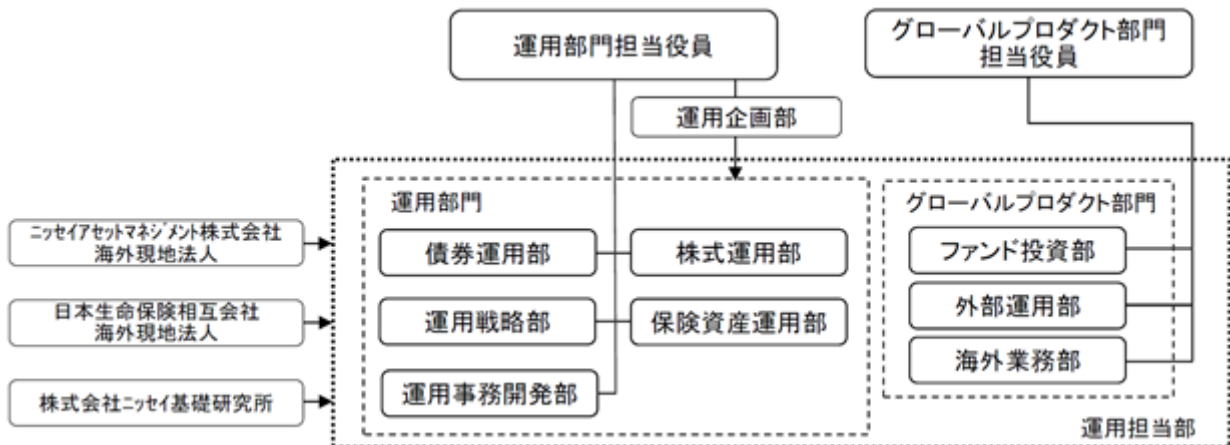 運用部門担当役員
グローバルプロダクト部門
担当役員
運用企画部
運用部門
グローバルプロダクト部門
ニッセイアセットマネジメント株式会社
海外現地法人
債券運用部
株式運用部
ファンド投資部
日本生命保険相互会社
海外現地法人
運用戦略部
保険資産運用部
外部運用部
海外業務部
株式会社ニッセイ基礎研究所
運用事務開発部
運用担当部